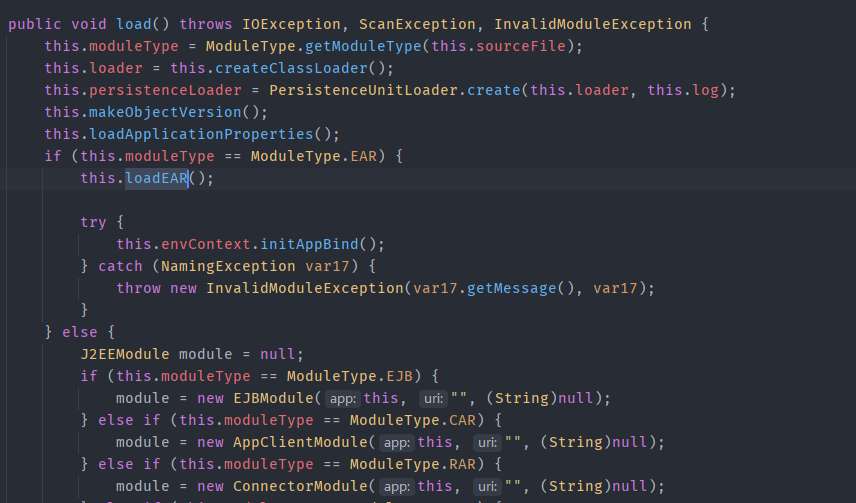 public void load() throws IOException, ScanException, InvalidModuleException {
this.moduleType = ModuleType.getModuleType(this.sourceFile);
this.loader = this.createClassLoader();
this.persistenceLoader = PersistenceUnitLoader.create(this.loader, this.log);
this.makeObjectVersion();
this.loadApplicationProperties();
if (this.moduleType == ModuleType.EAR) {
this.loadEAR();
try {
this.envContext.initAppBind();
} catch (NamingException var17) {
throw new InvalidModuleException(var17.getMessage(), var17);
}
} else {
J2EEModule module = null;
if (this.moduleType == ModuleType.EJB) {
module = new EJBModule( app: this, uri: "", (String)null);
} else if (this.moduleType == ModuleType.CAR) {
module = new AppClientModule( app: this, uri: "", (String)null);
} else if (this.moduleType == ModuleType.RAR) {
module = new ConnectorModule( app: this, uri: "", (String)null);